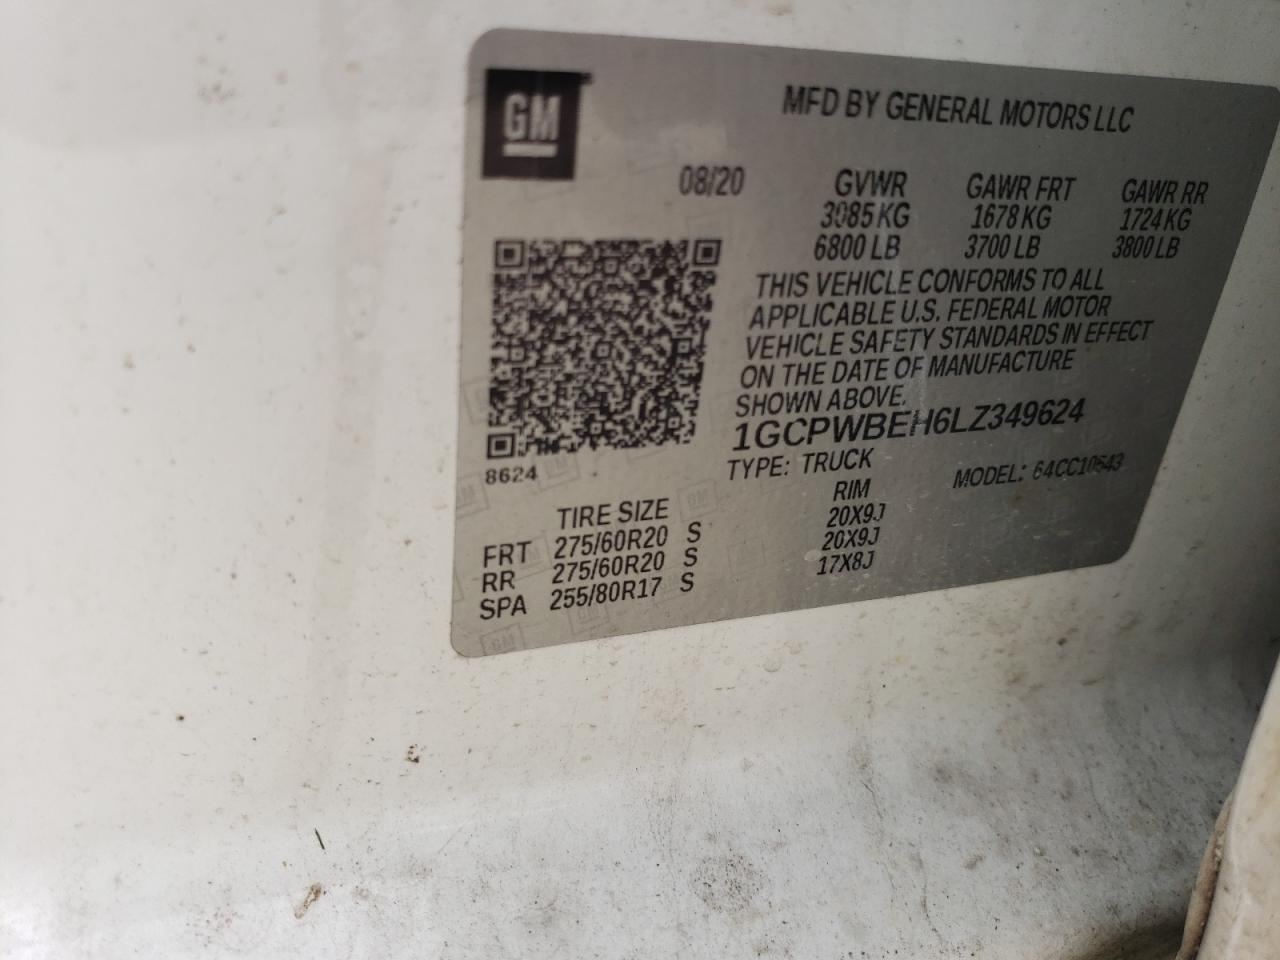 GM
MFD BY GENERAL MOTORS LLC
08/20 GVWR GAWR FRT GAWR RR
3085 KG 1678 KG 1724 KG
6800 LB 3700 LB 3800 LB
THIS VEHICLE CONFORMS TO ALL
APPLICABLE U.S. FEDERAL MOTOR
VEHICLE SAFETY STANDARDS IN EFFECT
ON THE DATE OF MANUFACTURE
SHOWN ABOVE.
1GCPWBEH6LZ349624
8624
TYPE: TRUCK MODEL: 64CC10543
TIRE SIZE RIM
FRT 275/60R20 S 20X9J
RR 275/60R20 S 20X9J
SPA 255/80R17 S 17X8J